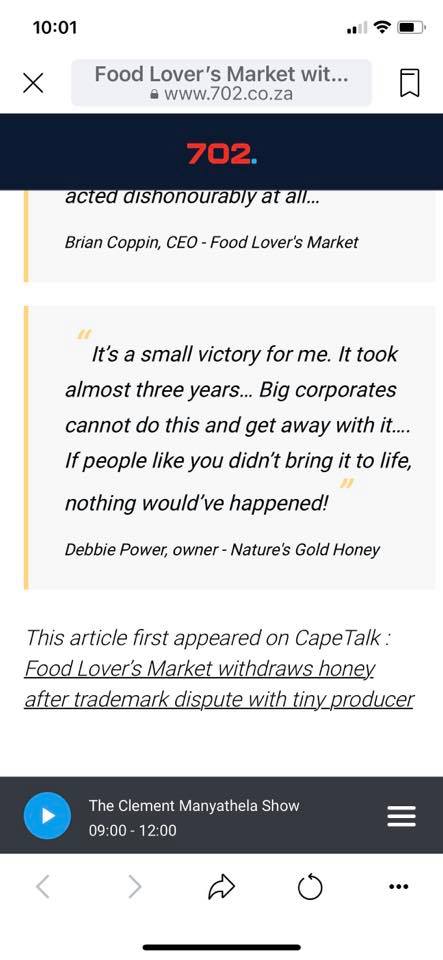 10:01
Food Lover’s Market wit...
www.702.co.za
702.
acted dishonourably at all...
Brian Coppin, CEO - Food Lover's Market
“
It’s a small victory for me. It took
almost three years... Big corporates
cannot do this and get away with it....
If people like you didn’t bring it to life,
nothing would’ve happened! ”
Debbie Power, owner - Nature's Gold Honey
This article first appeared on CapeTalk :
Food Lover’s Market withdraws honey
after trademark dispute with tiny producer
The Clement Manyathela Show
09:00 - 12:00